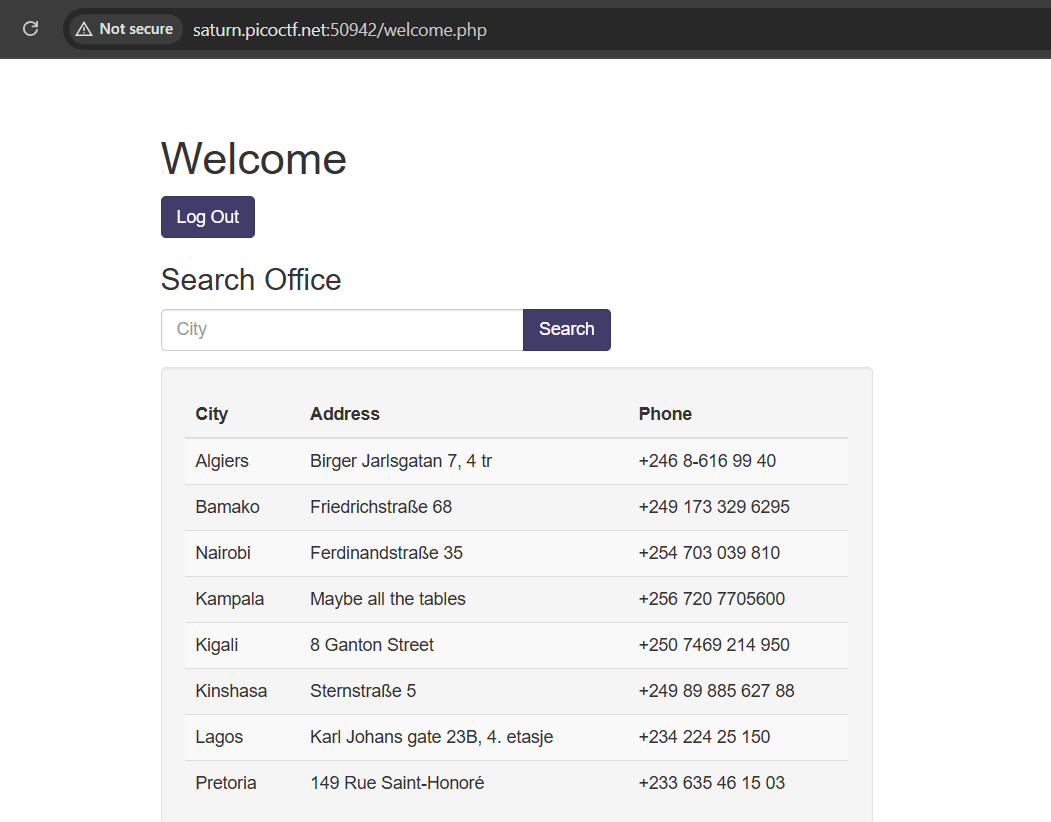 Not secure saturn.picoctf.net:50942/welcome.php
Welcome
Log Out
Search Office
City Search
City Address Phone
Algiers Birger Jarlsgatan 7, 4 tr +246 8-616 99 40
Bamako Friedrichstraße 68 +249 173 329 6295
Nairobi Ferdinandstraße 35 +254 703 039 810
Kampala Maybe all the tables +256 720 7705600
Kigali 8 Ganton Street +250 7469 214 950
Kinshasa Sternstraße 5 +249 89 885 627 88
Lagos Karl Johans gate 23B, 4. etasje +234 224 25 150
Pretoria 149 Rue Saint-Honoré +233 635 46 15 03